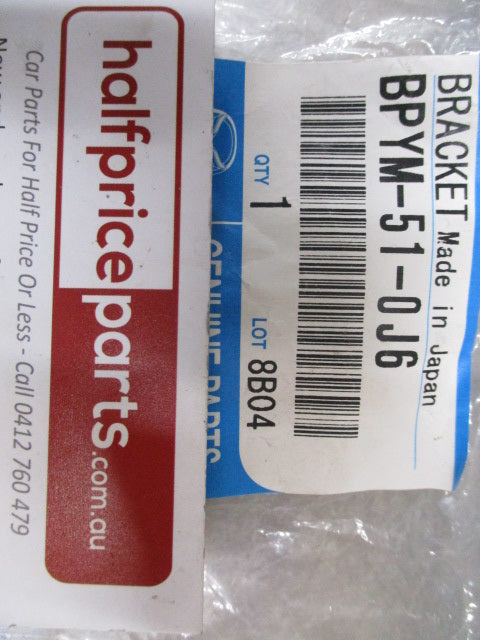 BRACKET
Made in Japan
BPYM-51-0J6
QTY 1
LOT 8B04
GENUINE PARTS
halfpriceparts.com.au
Car Parts For Half Price Or Less - Call 0412 760 479